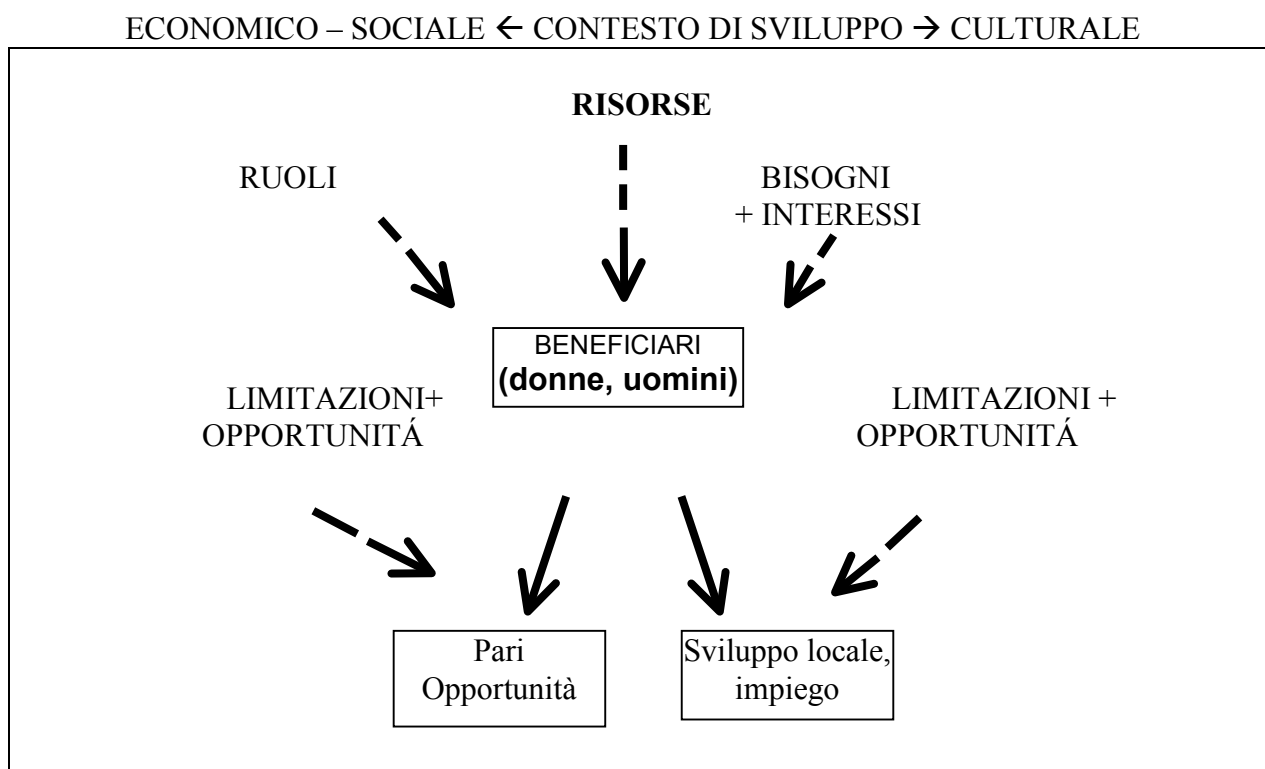 ECONOMICO – SOCIALE ← CONTESTO DI SVILUPPO → CULTURALE
RISORSE
RUOLI
BISOGNI
+ INTERESSI
BENEFICIARI
(donne, uomini)
LIMITAZIONI+
OPPORTUNITÁ
LIMITAZIONI +
OPPORTUNITÁ
Pari
Opportunità
Sviluppo locale,
impiego